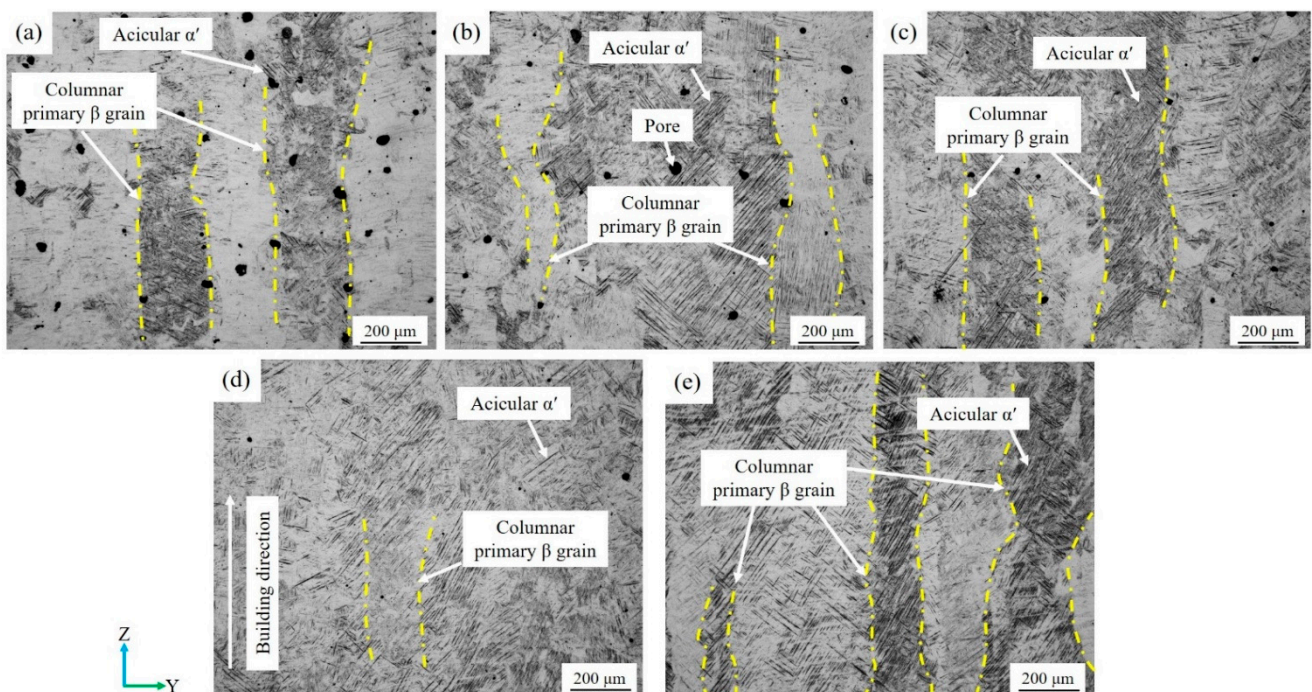 (a)
Acicular α′
Columnar
primary β grain
200 μm
(b)
Acicular α′
Pore
Columnar
primary β grain
200 μm
(c)
Acicular α′
Columnar
primary β grain
200 μm
(d)
Acicular α′
Columnar
primary β grain
Building direction
Z
Y
200 μm
(e)
Acicular α′
Columnar
primary β grain
200 μm